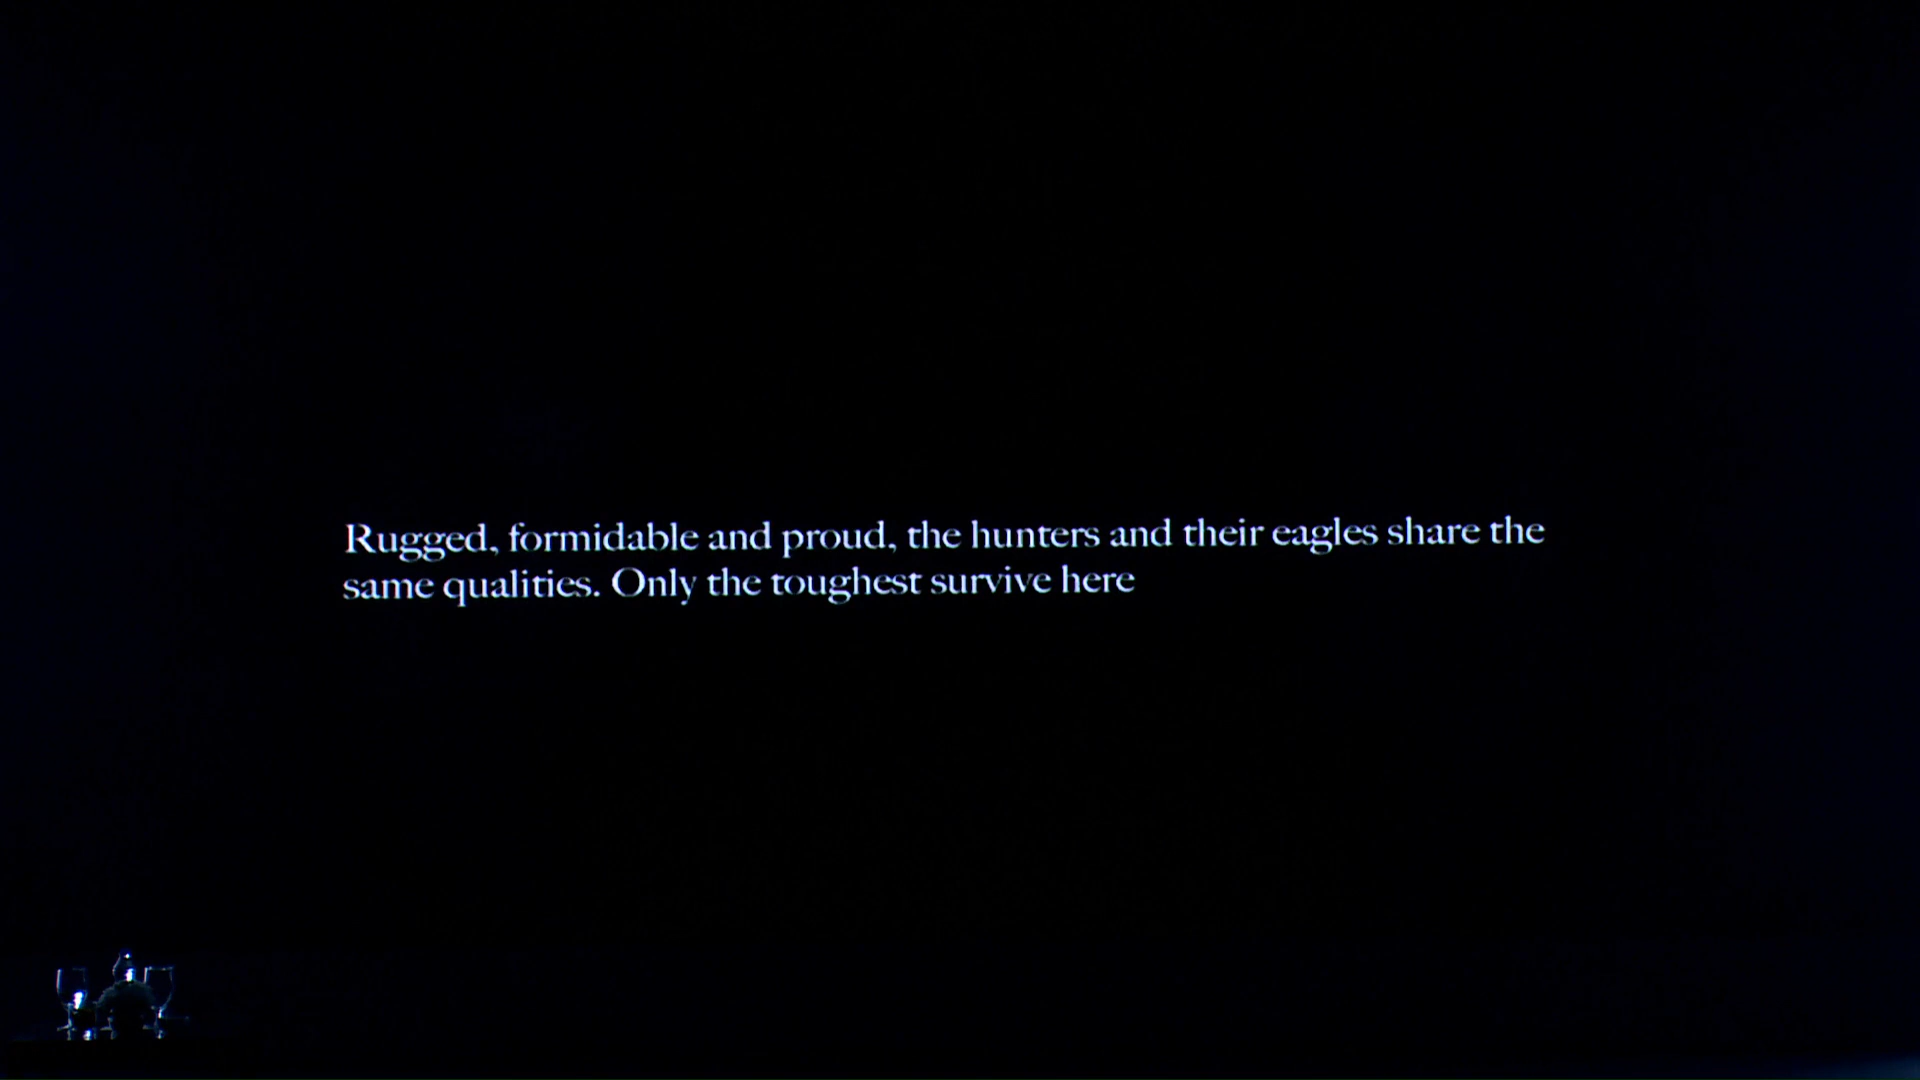 Rugged, formidable and proud, the hunters and their eagles share the
same qualities. Only the toughest survive here